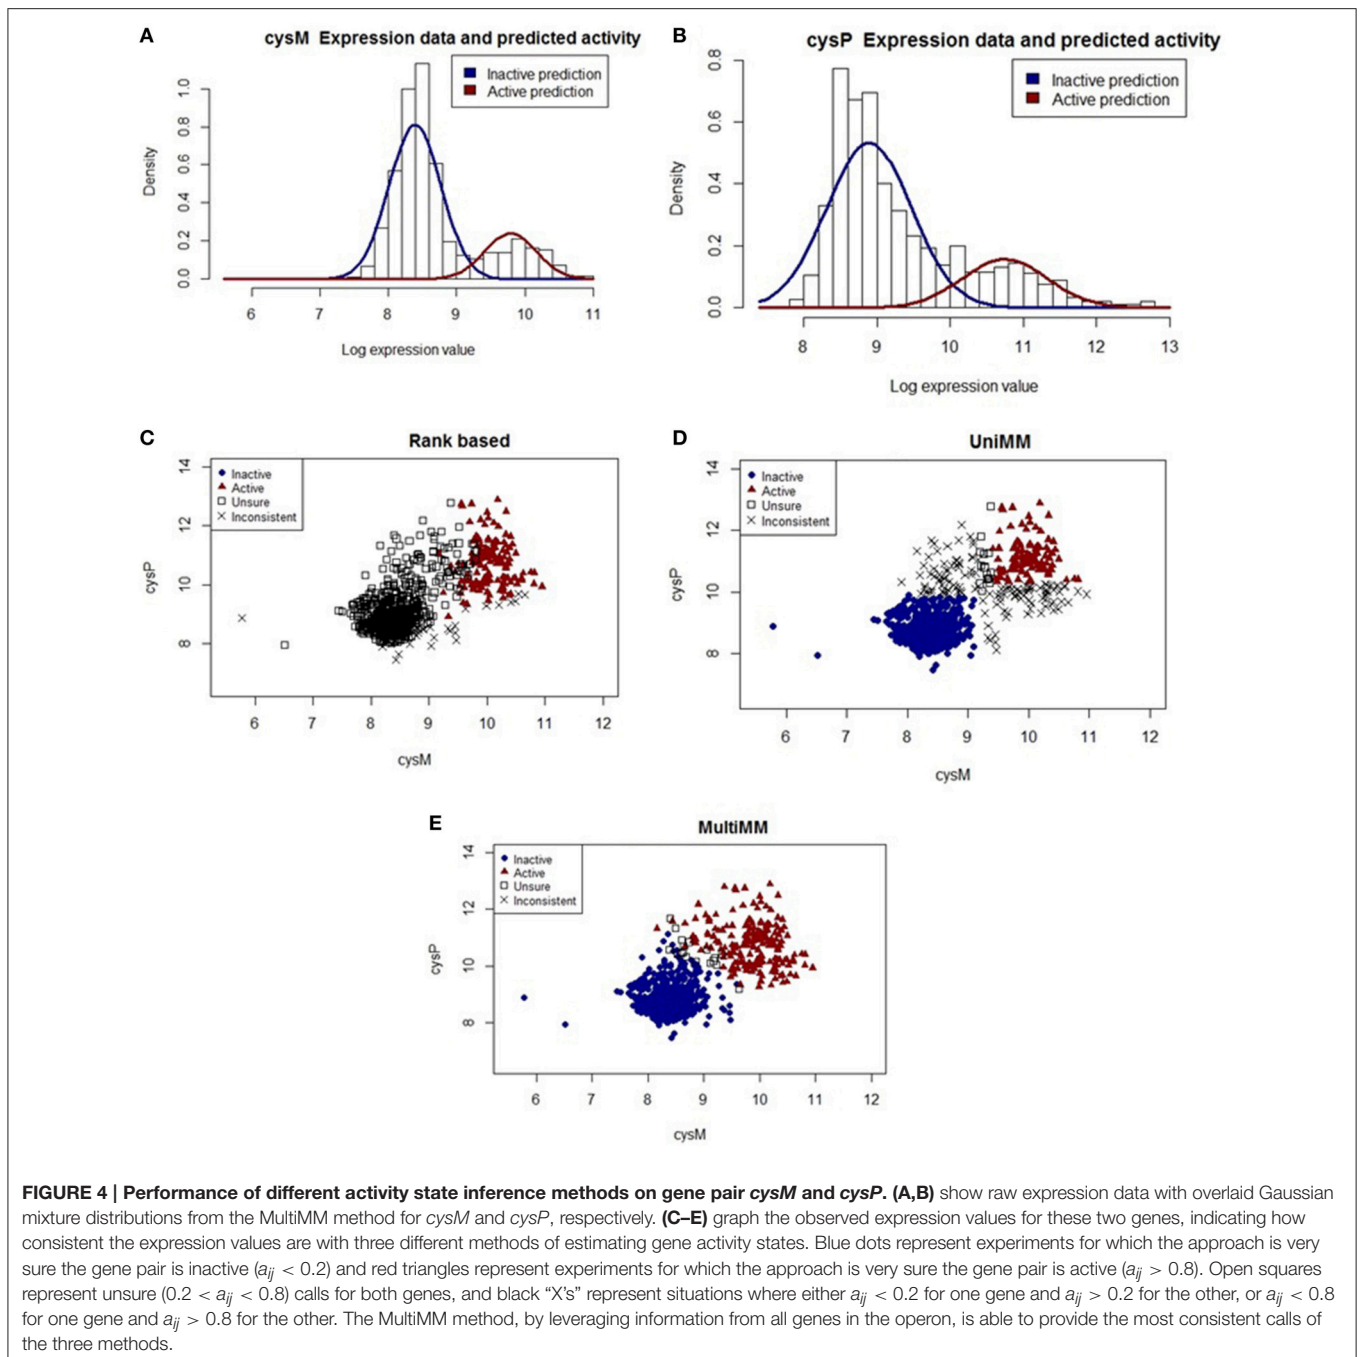 A
cysM Expression data and predicted activity
Inactive prediction
Active prediction
Density
0.0 0.2 0.4 0.6 0.8 1.0
6 7 8 9 10 11
Log expression value
B
cysP Expression data and predicted activity
Inactive prediction
Active prediction
Density
0.0 0.2 0.4 0.6 0.8
8 9 10 11 12 13
Log expression value
C
Rank based
Inactive
Active
Unsure
Inconsistent
cysP
8 10 12 14
6 7 8 9 10 11 12
cysM
D
UniMM
Inactive
Active
Unsure
Inconsistent
cysP
8 10 12 14
6 7 8 9 10 11 12
cysM
E
MultiMM
Inactive
Active
Unsure
Inconsistent
cysP
8 10 12 14
6 7 8 9 10 11 12
cysM
FIGURE 4 | Performance of different activity state inference methods on gene pair cysM and cysP. (A,B) show raw expression data with overlaid Gaussian
mixture distributions from the MultiMM method for cysM and cysP, respectively. (C–E) graph the observed expression values for these two genes, indicating how
consistent the expression values are with three different methods of estimating gene activity states. Blue dots represent experiments for which the approach is very
sure the gene pair is inactive (aij < 0.2) and red triangles represent experiments for which the approach is very sure the gene pair is active (aij > 0.8). Open squares
represent unsure (0.2 < aij < 0.8) calls for both genes, and black “X's” represent situations where either aij < 0.2 for one gene and aij > 0.2 for the other, or aij < 0.8
for one gene and aij > 0.8 for the other. The MultiMM method, by leveraging information from all genes in the operon, is able to provide the most consistent calls of
the three methods.